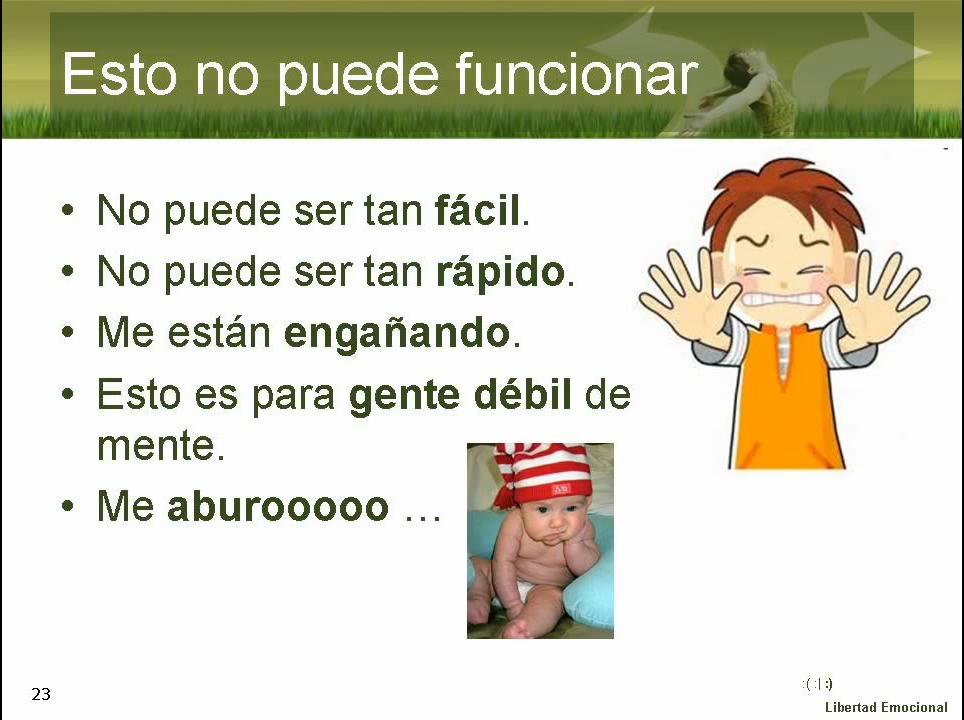 Esto no puede funcionar
• No puede ser tan fácil.
• No puede ser tan rápido.
• Me están engañando.
• Esto es para gente débil de
mente.
• Me aburooooo …
23
:( :| :)
Libertad Emocional